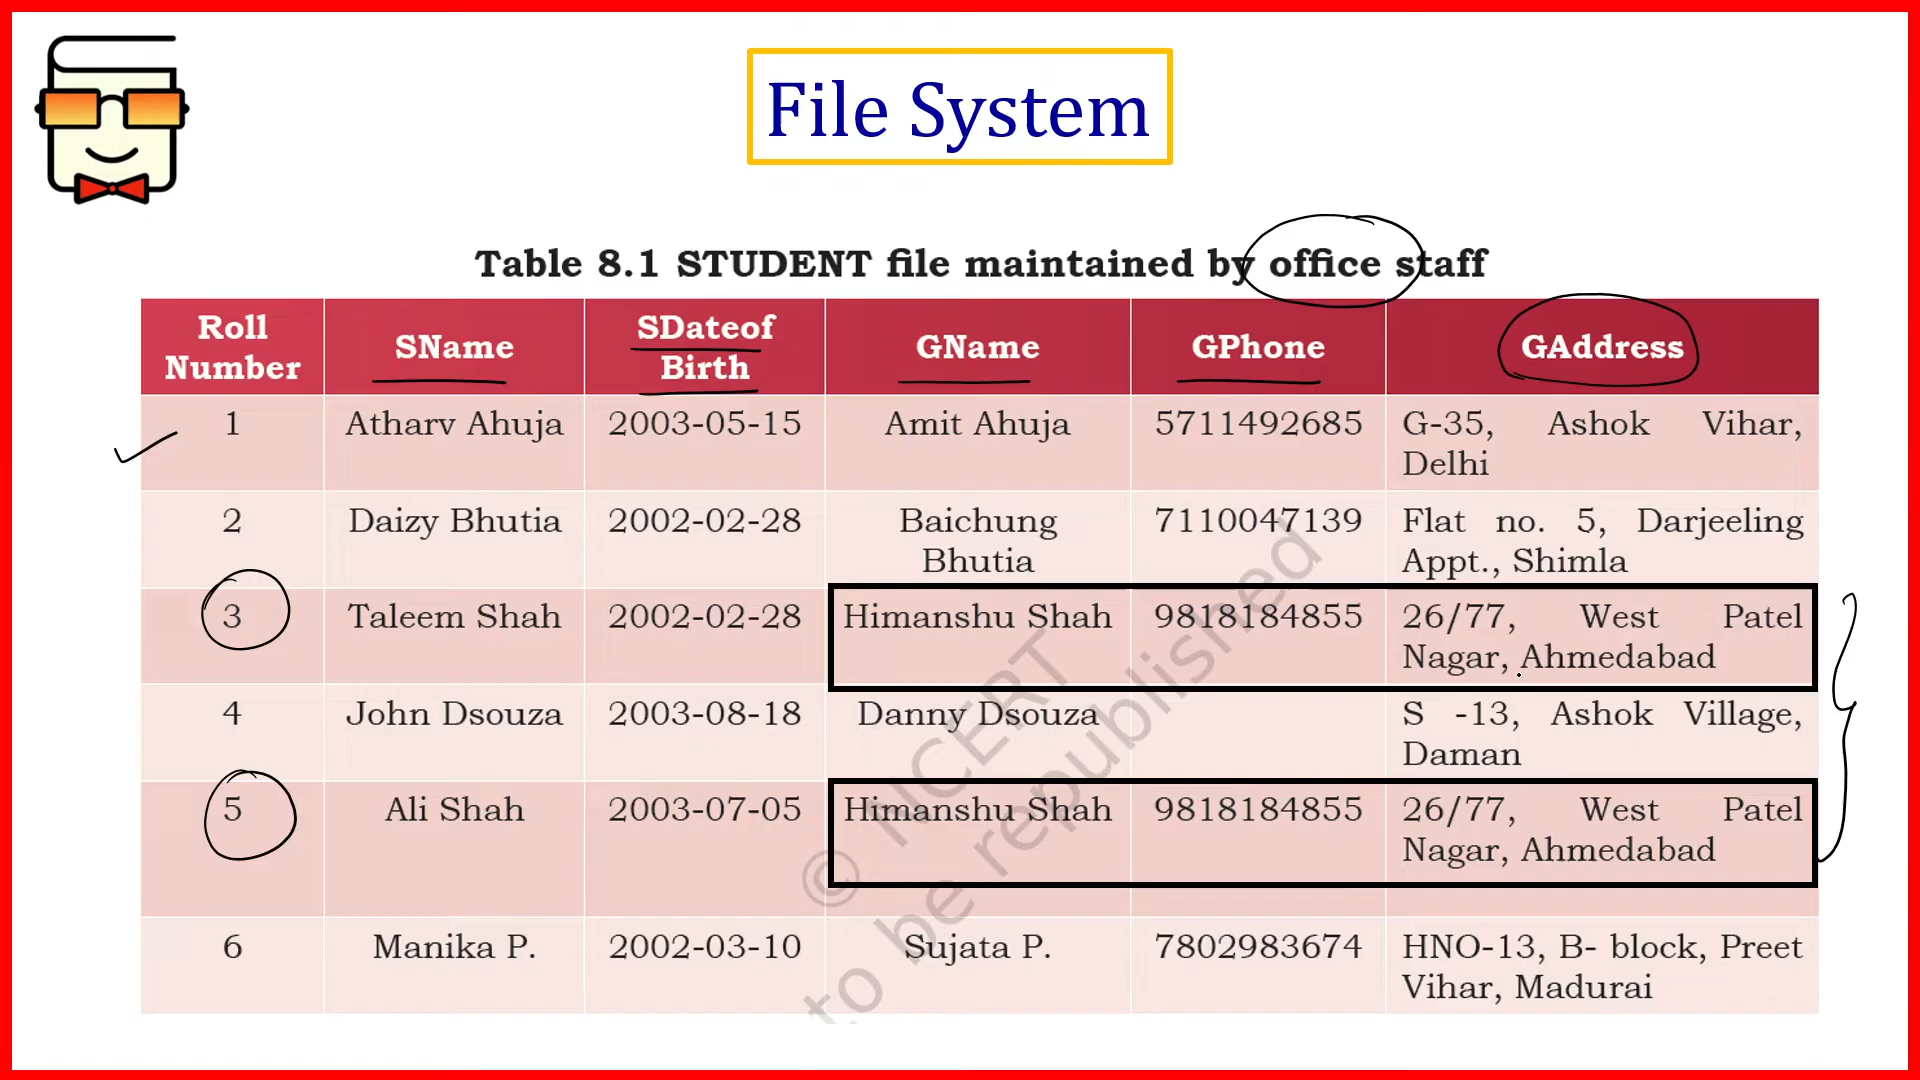 File System
Table 8.1 STUDENT file maintained by office staff
Roll Number SName SDateof Birth GName GPhone GAddress
1 Atharv Ahuja 2003-05-15 Amit Ahuja 5711492685 G-35, Ashok Vihar, Delhi
2 Daizy Bhutia 2002-02-28 Baichung Bhutia 7110047139 Flat no. 5, Darjeeling Appt., Shimla
3 Taleem Shah 2002-02-28 Himanshu Shah 9818184855 26/77, West Patel Nagar, Ahmedabad
4 John Dsouza 2003-08-18 Danny Dsouza S -13, Ashok Village, Daman
5 Ali Shah 2003-07-05 Himanshu Shah 9818184855 26/77, West Patel Nagar, Ahmedabad
6 Manika P. 2002-03-10 Sujata P. 7802983674 HNO-13, B- block, Preet Vihar, Madurai
© NCERT
to be republished